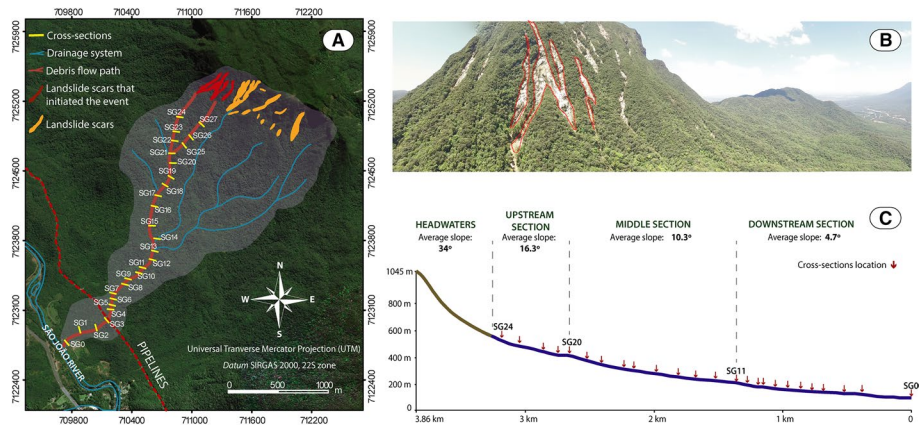 709800 710400 711000 711600 712200
A
Cross-sections
Drainage system
Debris flow path
Landslide scars that
initiated the event
Landslide scars
7125900
7125200
7124500
7123800
7123100
7122400
SG24
SG23
SG22
SG21
SG27
SG26
SG25
SG20
SG19
SG18
SG17
SG16
SG15
SG14
SG13
SG12
SG11
SG10
SG9
SG8
SG7
SG6
SG5
SG4
SG3
SG2
SG1
SG0
SÃO JOÃO RIVER
PIPELINES
N
W E
S
Universal Tranverse Mercator Projection (UTM)
Datum SIRGAS 2000, 22S zone
0 500 1000 m
7125900
7125200
7124500
7123800
7123100
7122400
709800 710400 711000 711600 712200
B
C
HEADWATERS
Average slope:
34º
UPSTREAM
SECTION
Average slope:
16.3º
MIDDLE SECTION
Average slope: 10.3º
DOWNSTREAM SECTION
Average slope: 4.7º
Cross-sections location
1045 m
800 m
600 m
400 m
200 m
0
SG24
SG20
SG11
SG0
3.86 km 3 km 2 km 1 km 0